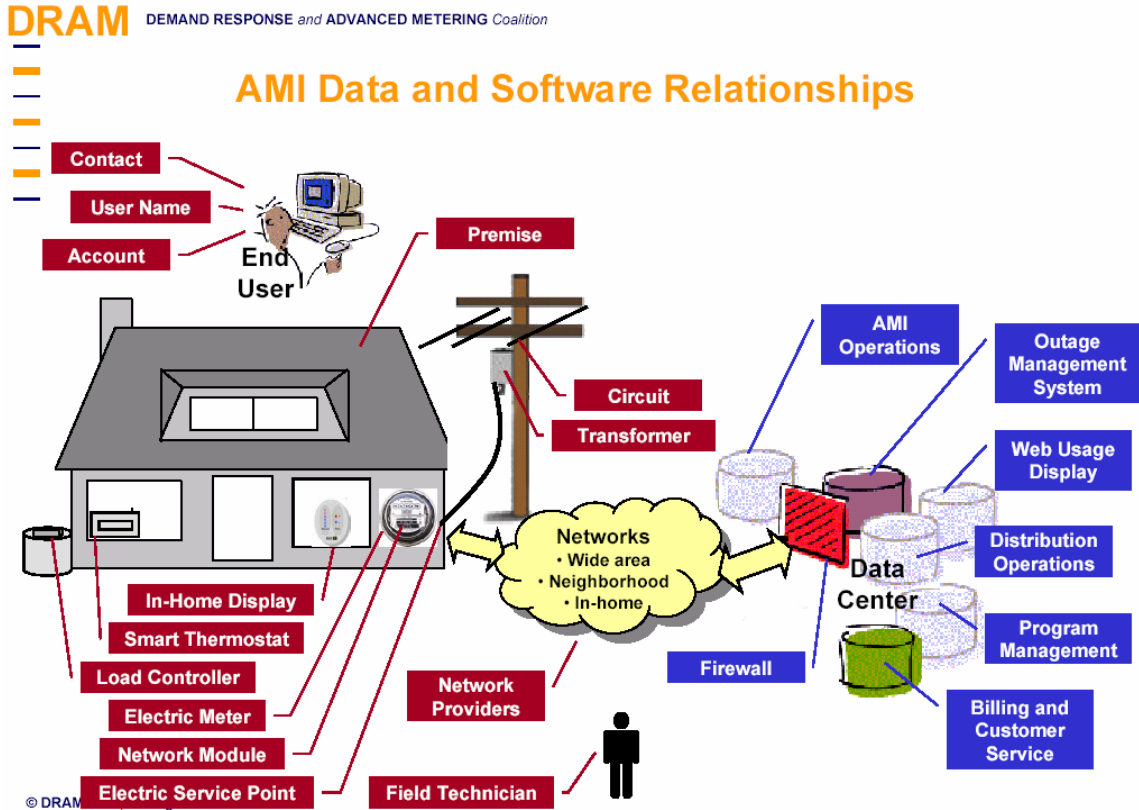 DRAM DEMAND RESPONSE and ADVANCED METERING Coalition
AMI Data and Software Relationships
Contact
User Name
Account
End
User
Premise
Circuit
Transformer
AMI
Operations
Outage
Management
System
Web Usage
Display
Distribution
Operations
Program
Management
Billing and
Customer
Service
Data
Center
Firewall
Networks
• Wide area
• Neighborhood
• In-home
Network
Providers
In-Home Display
Smart Thermostat
Load Controller
Electric Meter
Network Module
Electric Service Point
Field Technician
© DRAM